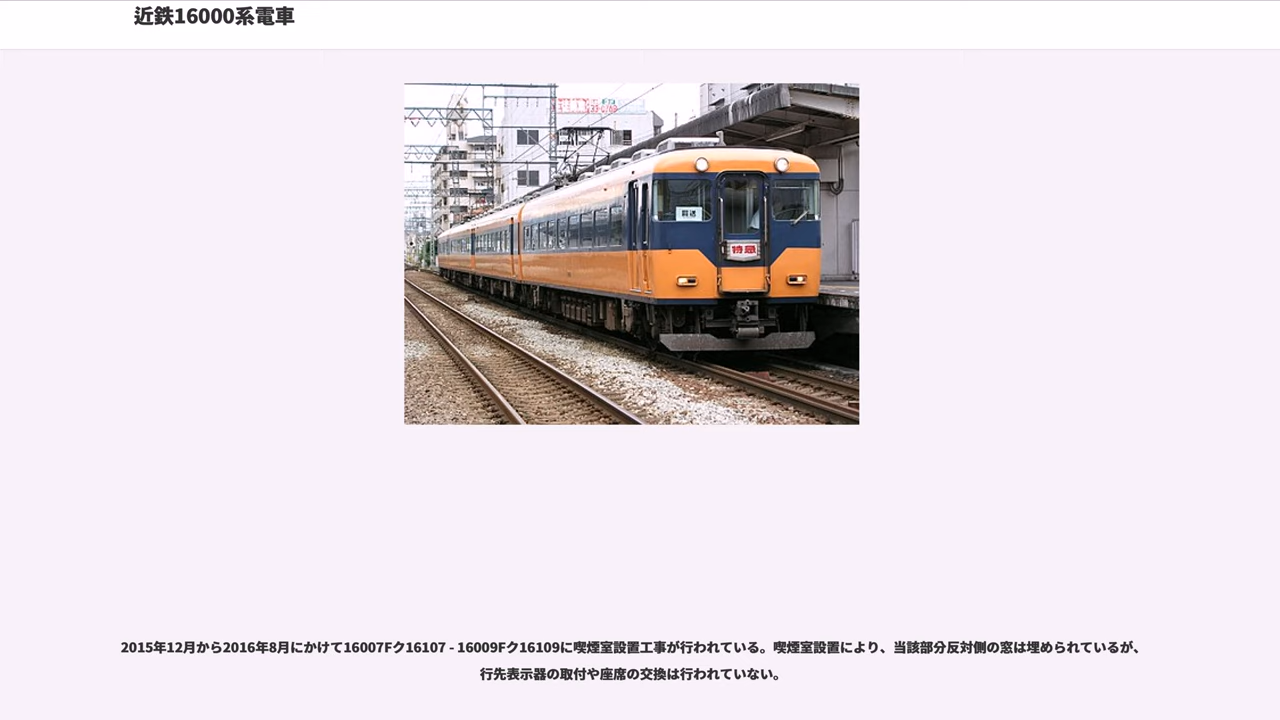 近鉄16000系電車
回送
特急
2015年12月から2016年8月にかけて16007Fク16107 - 16009Fク16109に喫煙室設置工事が行われている。喫煙室設置により、当該部分反対側の窓は埋められているが、
行先表示器の取付や座席の交換は行われていない。